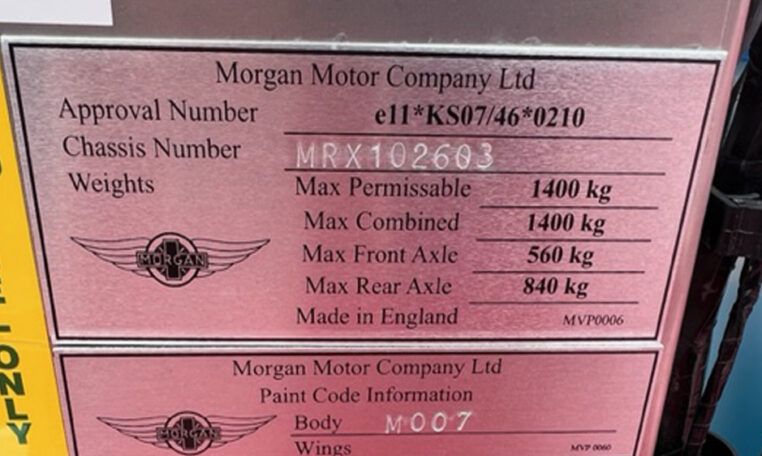 Morgan Motor Company Ltd
Approval Number e11*KS07/46*0210
Chassis Number MRX102603
Weights Max Permissable 1400 kg
Max Combined 1400 kg
Max Front Axle 560 kg
Max Rear Axle 840 kg
Made in England MVP0006
MORGAN
Morgan Motor Company Ltd
Paint Code Information
Body M007
Wings MVP 0060
MORGAN
ONLY